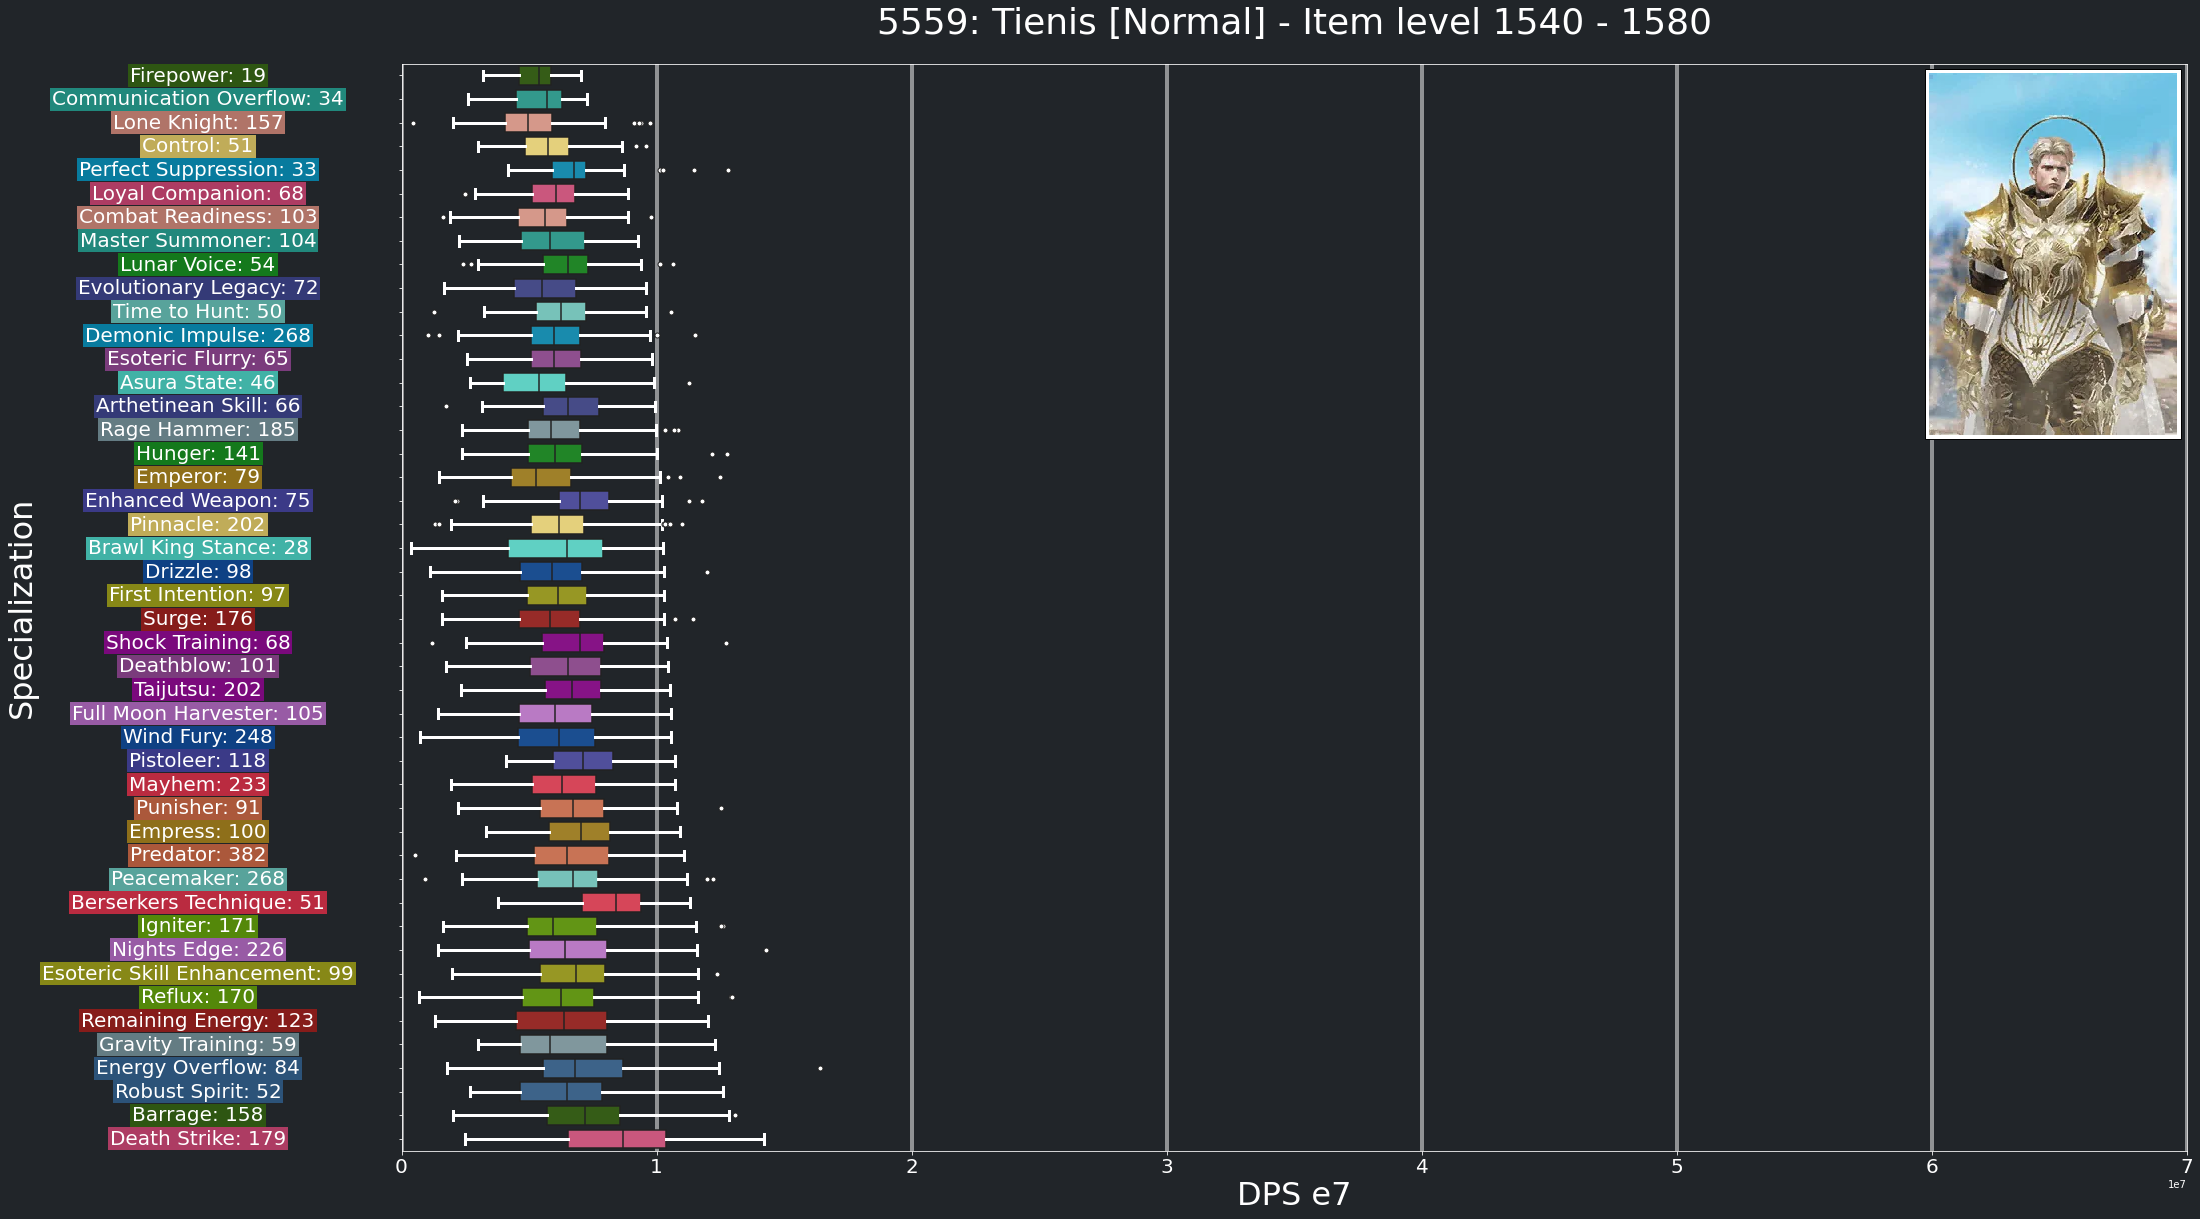 5559: Tienis [Normal] - Item level 1540 - 1580
Specialization
Firepower: 19
Communication Overflow: 34
Lone Knight: 157
Control: 51
Perfect Suppression: 33
Loyal Companion: 68
Combat Readiness: 103
Master Summoner: 104
Lunar Voice: 54
Evolutionary Legacy: 72
Time to Hunt: 50
Demonic Impulse: 268
Esoteric Flurry: 65
Asura State: 46
Arthetinean Skill: 66
Rage Hammer: 185
Hunger: 141
Emperor: 79
Enhanced Weapon: 75
Pinnacle: 202
Brawl King Stance: 28
Drizzle: 98
First Intention: 97
Surge: 176
Shock Training: 68
Deathblow: 101
Taijutsu: 202
Full Moon Harvester: 105
Wind Fury: 248
Pistoleer: 118
Mayhem: 233
Punisher: 91
Empress: 100
Predator: 382
Peacemaker: 268
Berserkers Technique: 51
Igniter: 171
Nights Edge: 226
Esoteric Skill Enhancement: 99
Reflux: 170
Remaining Energy: 123
Gravity Training: 59
Energy Overflow: 84
Robust Spirit: 52
Barrage: 158
Death Strike: 179
0 1 2 3 4 5 6 7
1e7
DPS e7